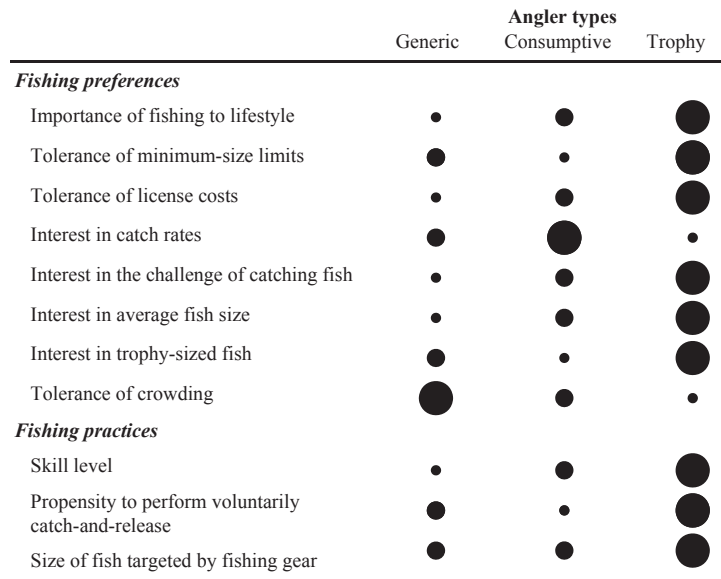 Angler types
Generic Consumptive Trophy
Fishing preferences
Importance of fishing to lifestyle
Tolerance of minimum-size limits
Tolerance of license costs
Interest in catch rates
Interest in the challenge of catching fish
Interest in average fish size
Interest in trophy-sized fish
Tolerance of crowding
Fishing practices
Skill level
Propensity to perform voluntarily
catch-and-release
Size of fish targeted by fishing gear